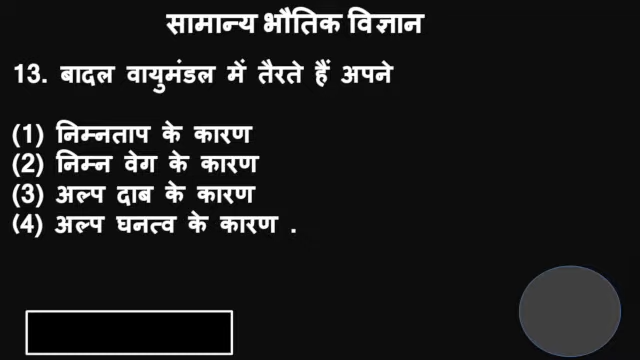 सामान्य भौतिक विज्ञान
13. बादल वायुमंडल में तैरते हैं अपने
(1) निम्नताप के कारण
(2) निम्न वेग के कारण
(3) अल्प दाब के कारण
(4) अल्प घनत्व के कारण .